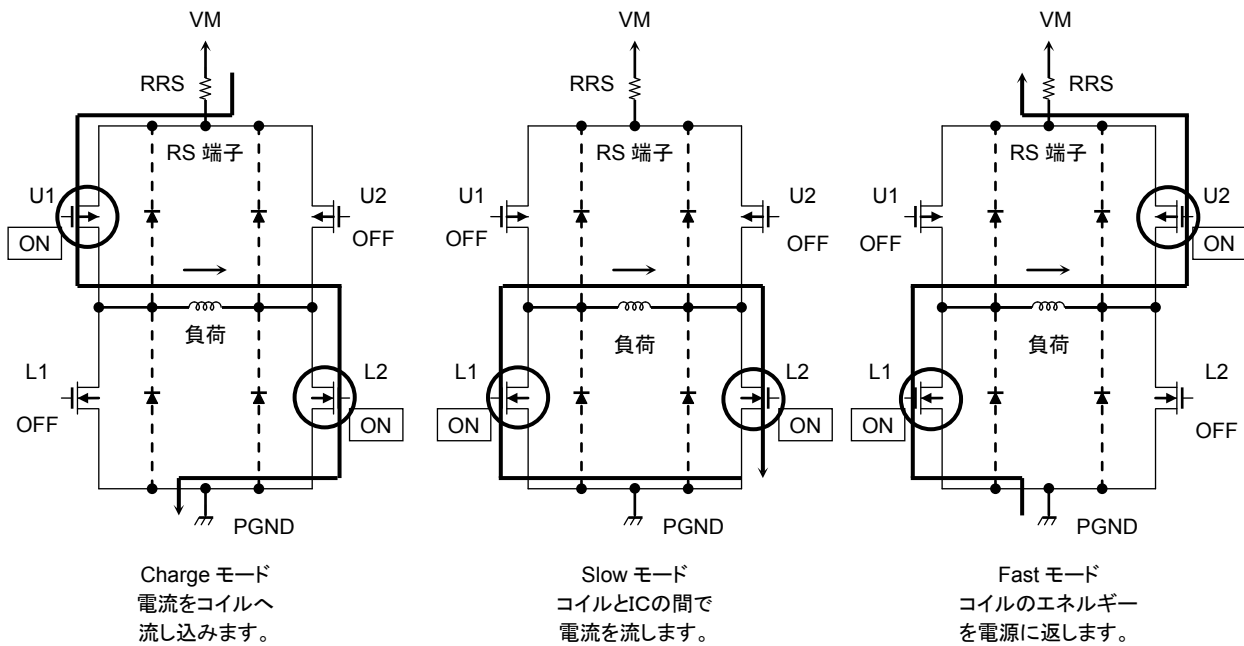 VM
RRS
RS 端子
U1
ON
U2
OFF
負荷
L1
OFF
L2
ON
PGND
Charge モード
電流をコイルへ
流し込みます。
VM
RRS
RS 端子
U1
OFF
U2
OFF
負荷
L1
ON
L2
ON
PGND
Slow モード
コイルとICの間で
電流を流します。
VM
RRS
RS 端子
U1
OFF
U2
ON
負荷
L1
ON
L2
OFF
PGND
Fast モード
コイルのエネルギー
を電源に返します。